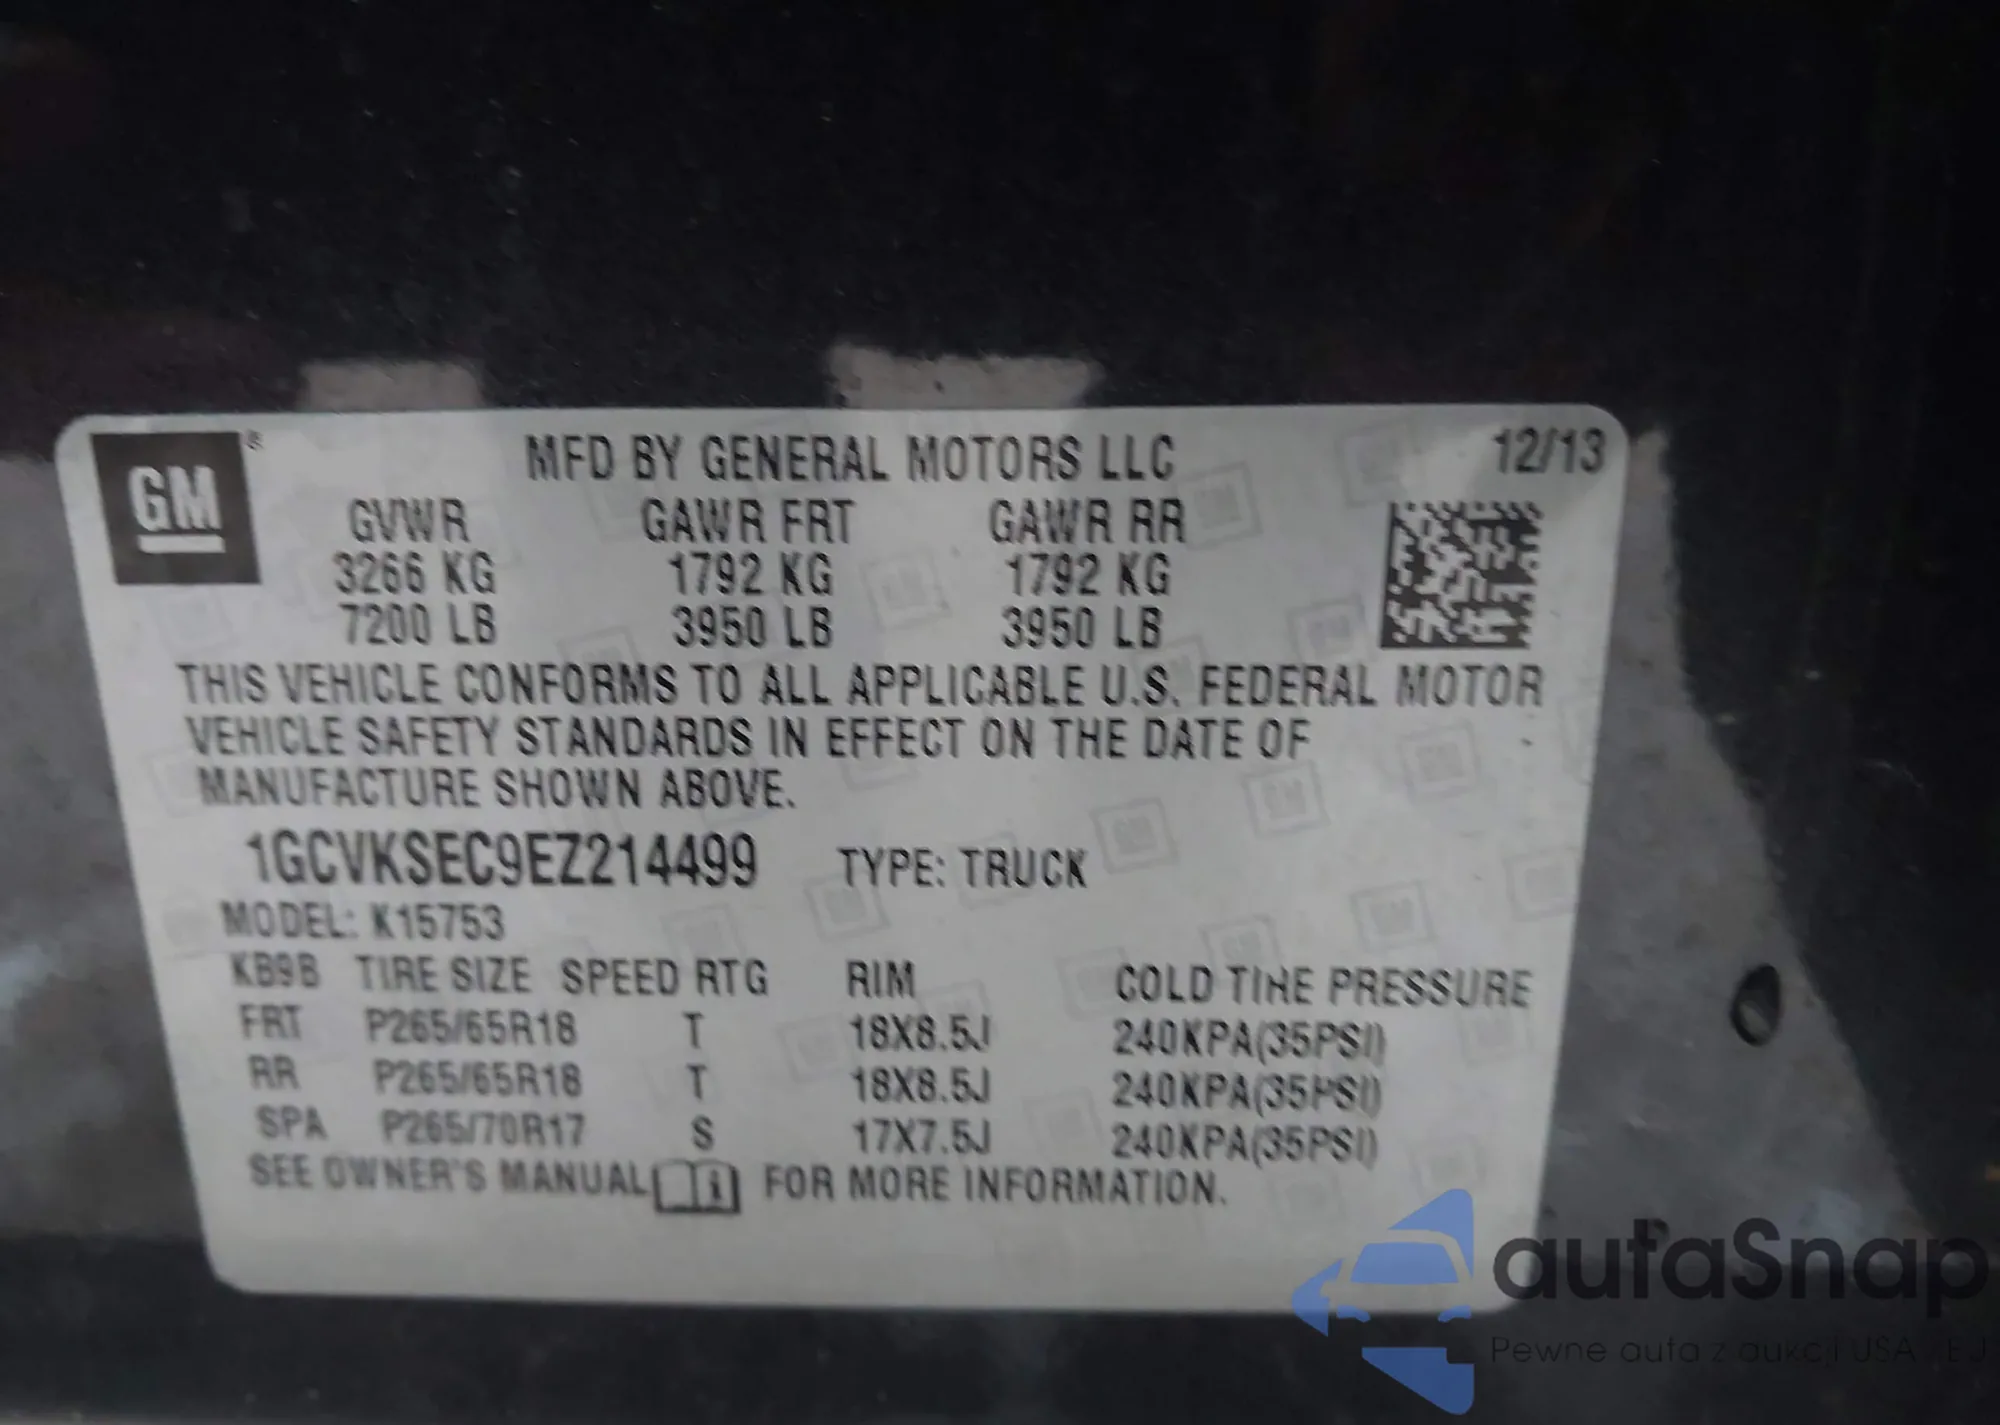 GM ®
MFD BY GENERAL MOTORS LLC 12/13
GVWR GAWR FRT GAWR RR
3266 KG 1792 KG 1792 KG
7200 LB 3950 LB 3950 LB
THIS VEHICLE CONFORMS TO ALL APPLICABLE U.S. FEDERAL MOTOR
VEHICLE SAFETY STANDARDS IN EFFECT ON THE DATE OF
MANUFACTURE SHOWN ABOVE.
1GCVKSEC9EZ214499 TYPE: TRUCK
MODEL: K15753
KB9B TIRE SIZE SPEED RTG RIM COLD TIRE PRESSURE
FRT P265/65R18 T 18X8.5J 240KPA(35PSI)
RR P265/65R18 T 18X8.5J 240KPA(35PSI)
SPA P265/70R17 S 17X7.5J 240KPA(35PSI)
SEE OWNER'S MANUAL i FOR MORE INFORMATION.
autaSnap
Pewne auta z aukcji USA